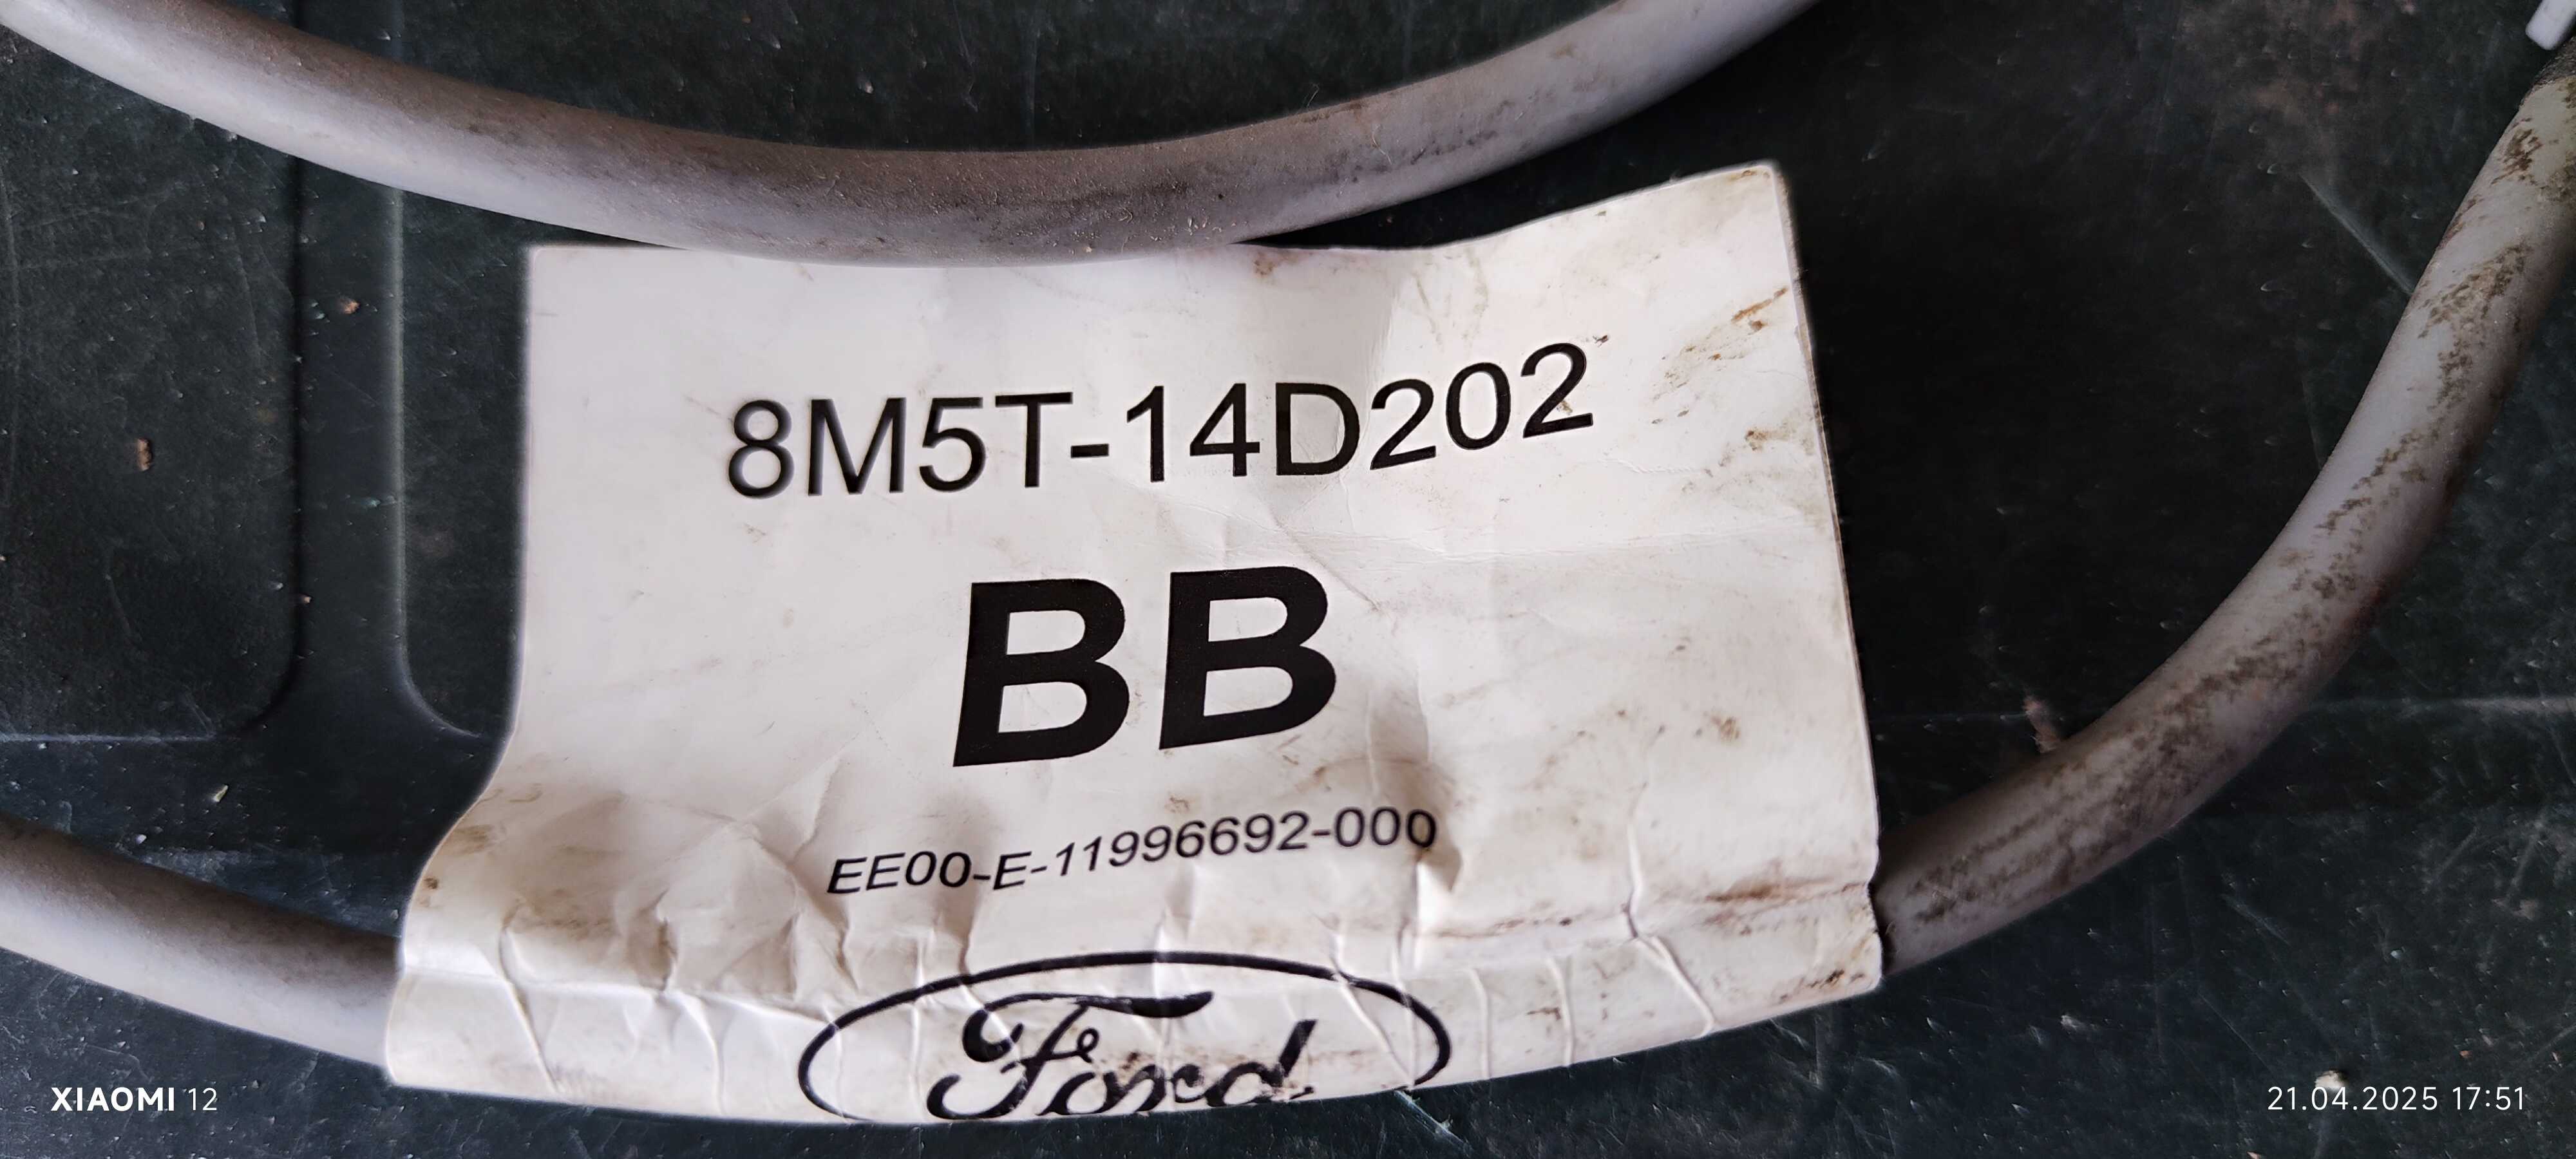 8M5T-14D202
BB
EE00-E-11996692-000
Ford
XIAOMI 12
21.04.2025 17:51